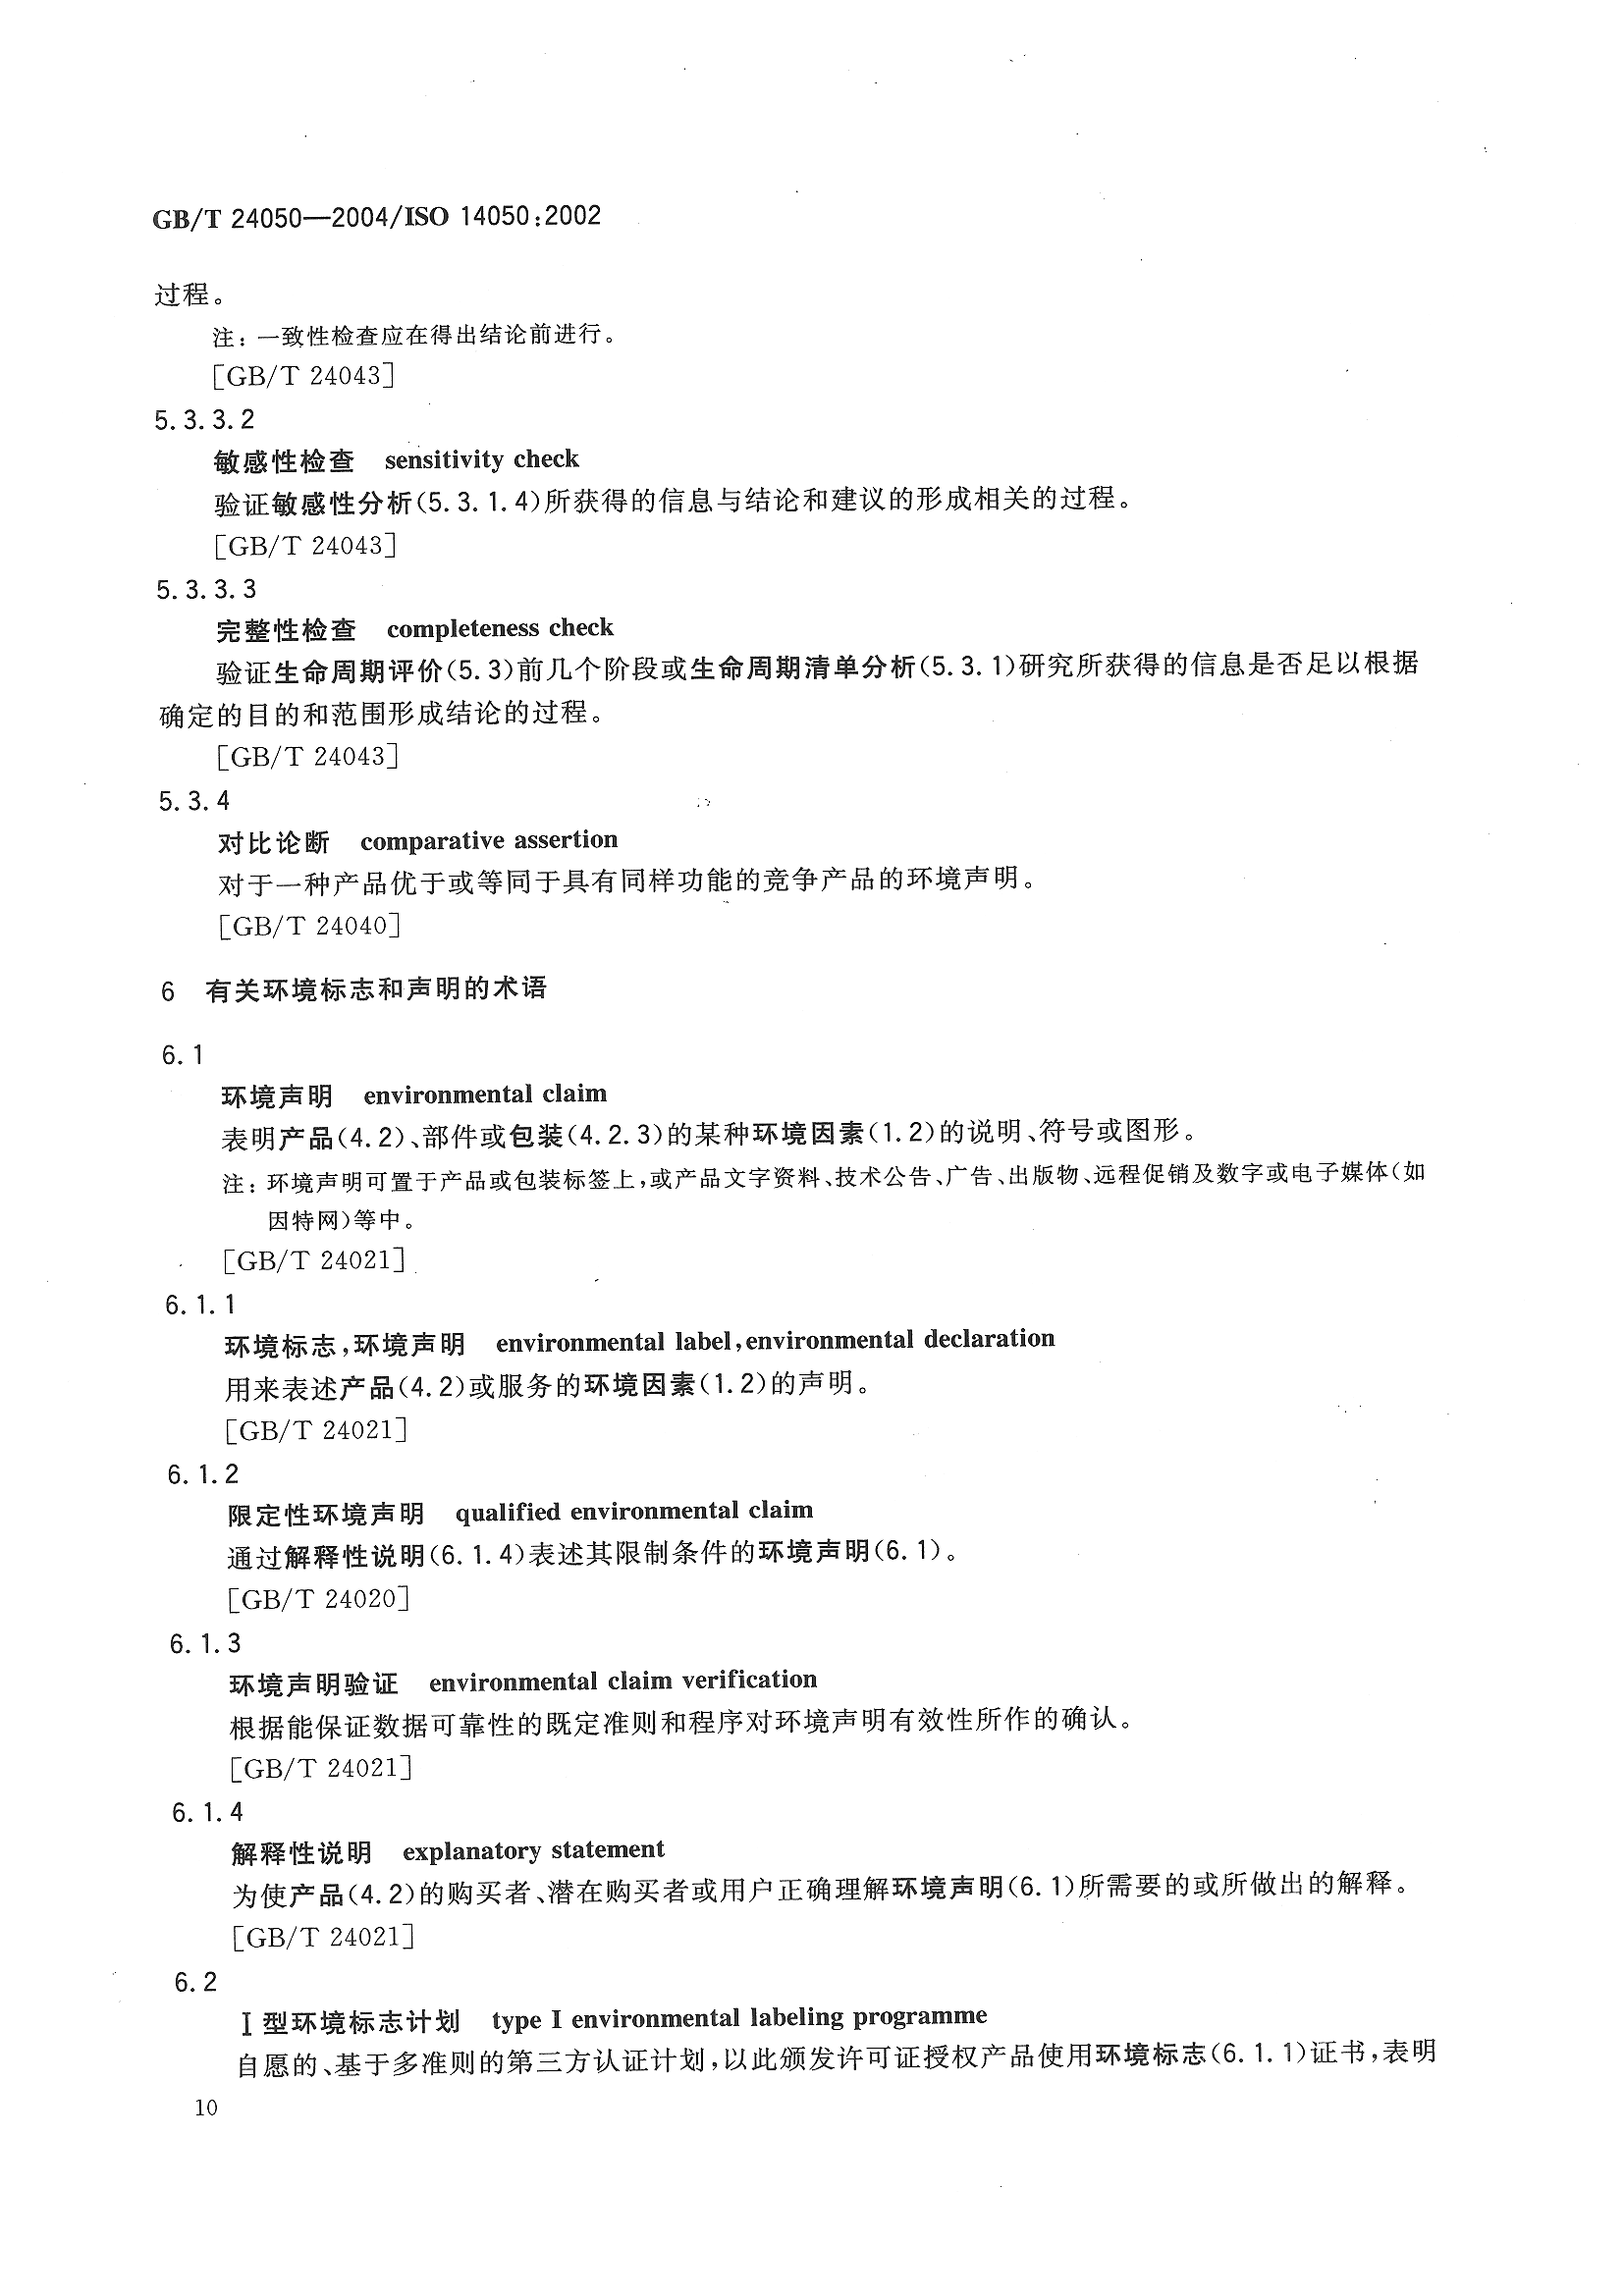 GB/T 24050—2004/ISO 14050:2002
过程。
注：一致性检查应在得出结论前进行。
[GB/T 24043]
5.3.3.2
敏感性检查 sensitivity check
验证敏感性分析(5.3.1.4)所获得的信息与结论和建议的形成相关的过程。
[GB/T 24043]
5.3.3.3
完整性检查 completeness check
验证生命周期评价(5.3)前几个阶段或生命周期清单分析(5.3.1)研究所获得的信息是否足以根据
确定的目的和范围形成结论的过程。
[GB/T 24043]
5.3.4
对比论断 comparative assertion
对于一种产品优于或等同于具有同样功能的竞争产品的环境声明。
[GB/T 24040]
6 有关环境标志和声明的术语
6.1
环境声明 environmental claim
表明产品(4.2)、部件或包装(4.2.3)的某种环境因素(1.2)的说明、符号或图形。
注：环境声明可置于产品或包装标签上,或产品文字资料、技术公告、广告、出版物、远程促销及数字或电子媒体(如
因特网)等中。
[GB/T 24021]
6.1.1
环境标志,环境声明 environmental label,environmental declaration
用来表述产品(4.2)或服务的环境因素(1.2)的声明。
[GB/T 24021]
6.1.2
限定性环境声明 qualified environmental claim
通过解释性说明(6.1.4)表述其限制条件的环境声明(6.1)。
[GB/T 24020]
6.1.3
环境声明验证 environmental claim verification
根据能保证数据可靠性的既定准则和程序对环境声明有效性所作的确认。
[GB/T 24021]
6.1.4
解释性说明 explanatory statement
为使产品(4.2)的购买者、潜在购买者或用户正确理解环境声明(6.1)所需要的或所做出的解释。
[GB/T 24021]
6.2
Ⅰ型环境标志计划 type Ⅰ environmental labeling programme
自愿的、基于多准则的第三方认证计划,以此颁发许可证授权产品使用环境标志(6.1.1)证书,表明
10